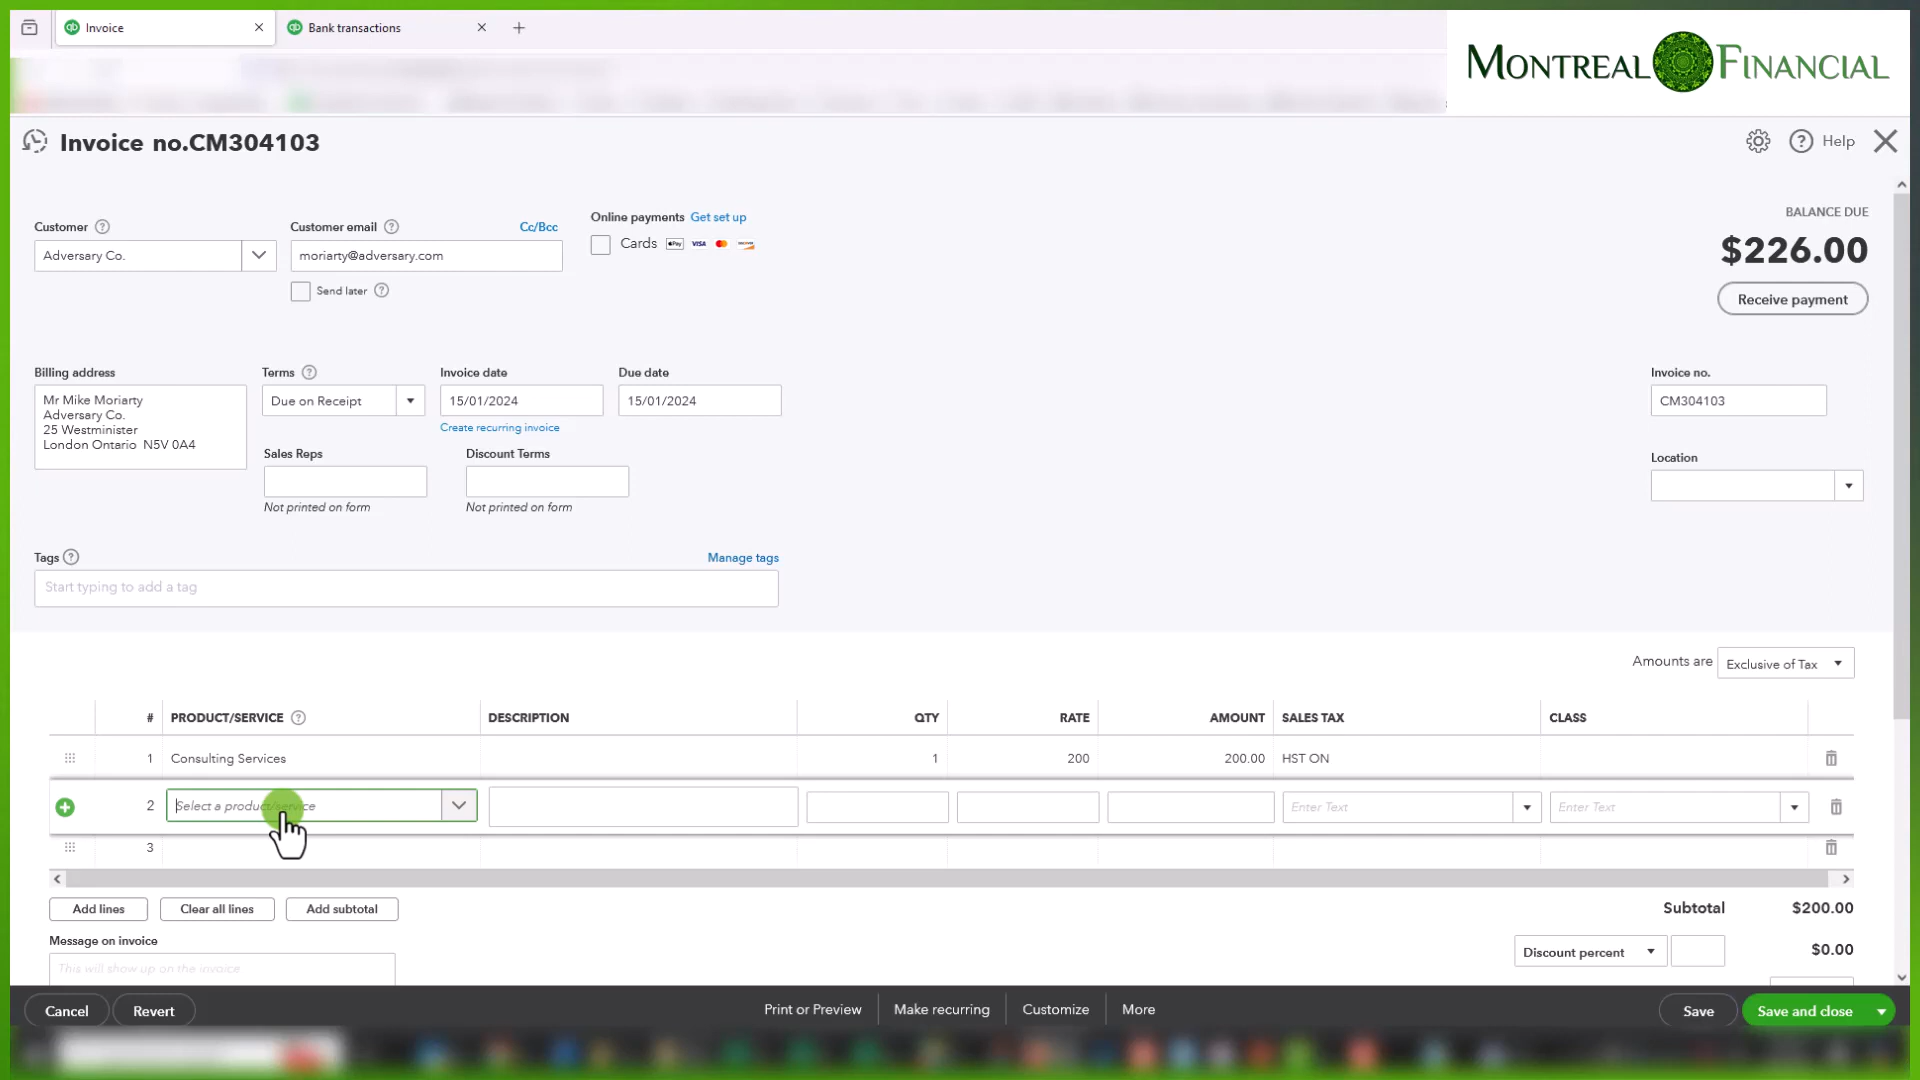 Invoice
Bank transactions
MONTREAL FINANCIAL
Invoice no.CM304103
Help
Customer
Customer email
Cc/Bcc
Online payments Get set up
BALANCE DUE
Adversary Co.
moriarty@adversary.com
Cards
Pay VISA
$226.00
Send later
Receive payment
Billing address
Terms
Invoice date
Due date
Invoice no.
Mr Mike Moriarty
Adversary Co.
25 Westminister
London Ontario N5V 0A4
Due on Receipt
15/01/2024
15/01/2024
CM304103
Create recurring invoice
Sales Reps
Discount Terms
Location
Not printed on form
Not printed on form
Tags
Manage tags
Start typing to add a tag
Amounts are Exclusive of Tax
# PRODUCT/SERVICE DESCRIPTION QTY RATE AMOUNT SALES TAX CLASS
1 Consulting Services 1 200 200.00 HST ON
2 Select a product/service Enter Text Enter Text
3
Add lines
Clear all lines
Add subtotal
Subtotal $200.00
Message on invoice
This will show up on the invoice
Discount percent $0.00
Cancel
Revert
Print or Preview
Make recurring
Customize
More
Save
Save and close